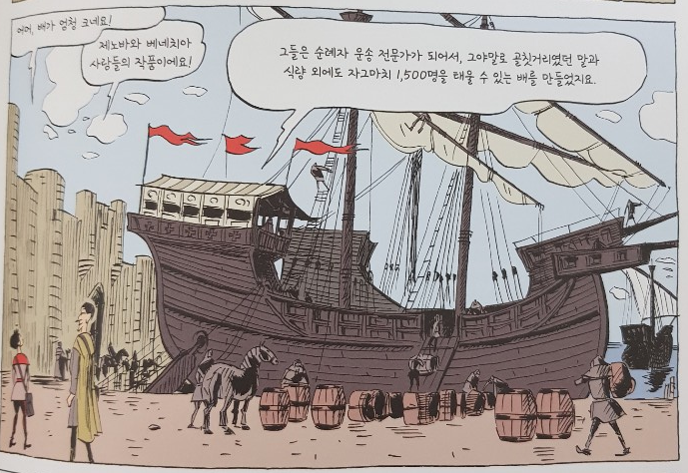 어머, 배가 엄청 크네요!
제노바와 베네치아
사람들의 작품이에요!
그들은 순례자 운송 전문가가 되어서, 그야말로 골칫거리였던 말과
식량 외에도 자그마치 1,500명을 태울 수 있는 배를 만들었지요.